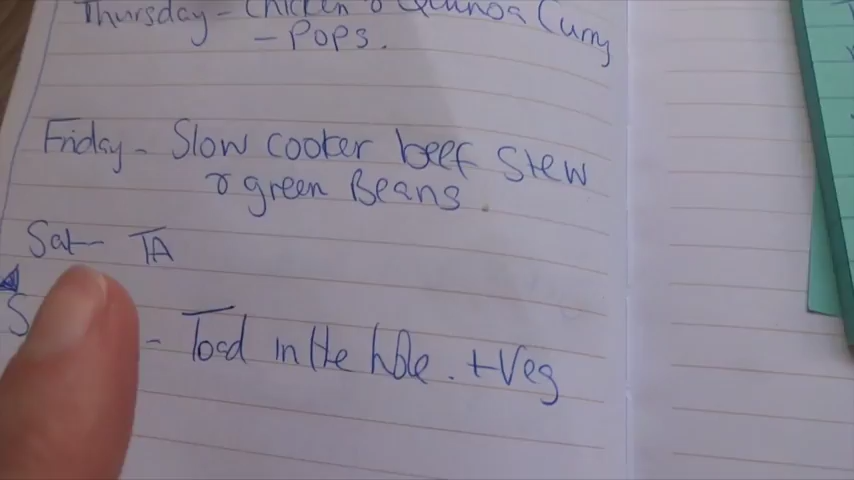 Thursday - Chicken & Quinoa Curry
- Pops.
Friday - Slow cooker beef Stew
& green Beans.
Sat - TA
S - Toad in the hole. + Veg